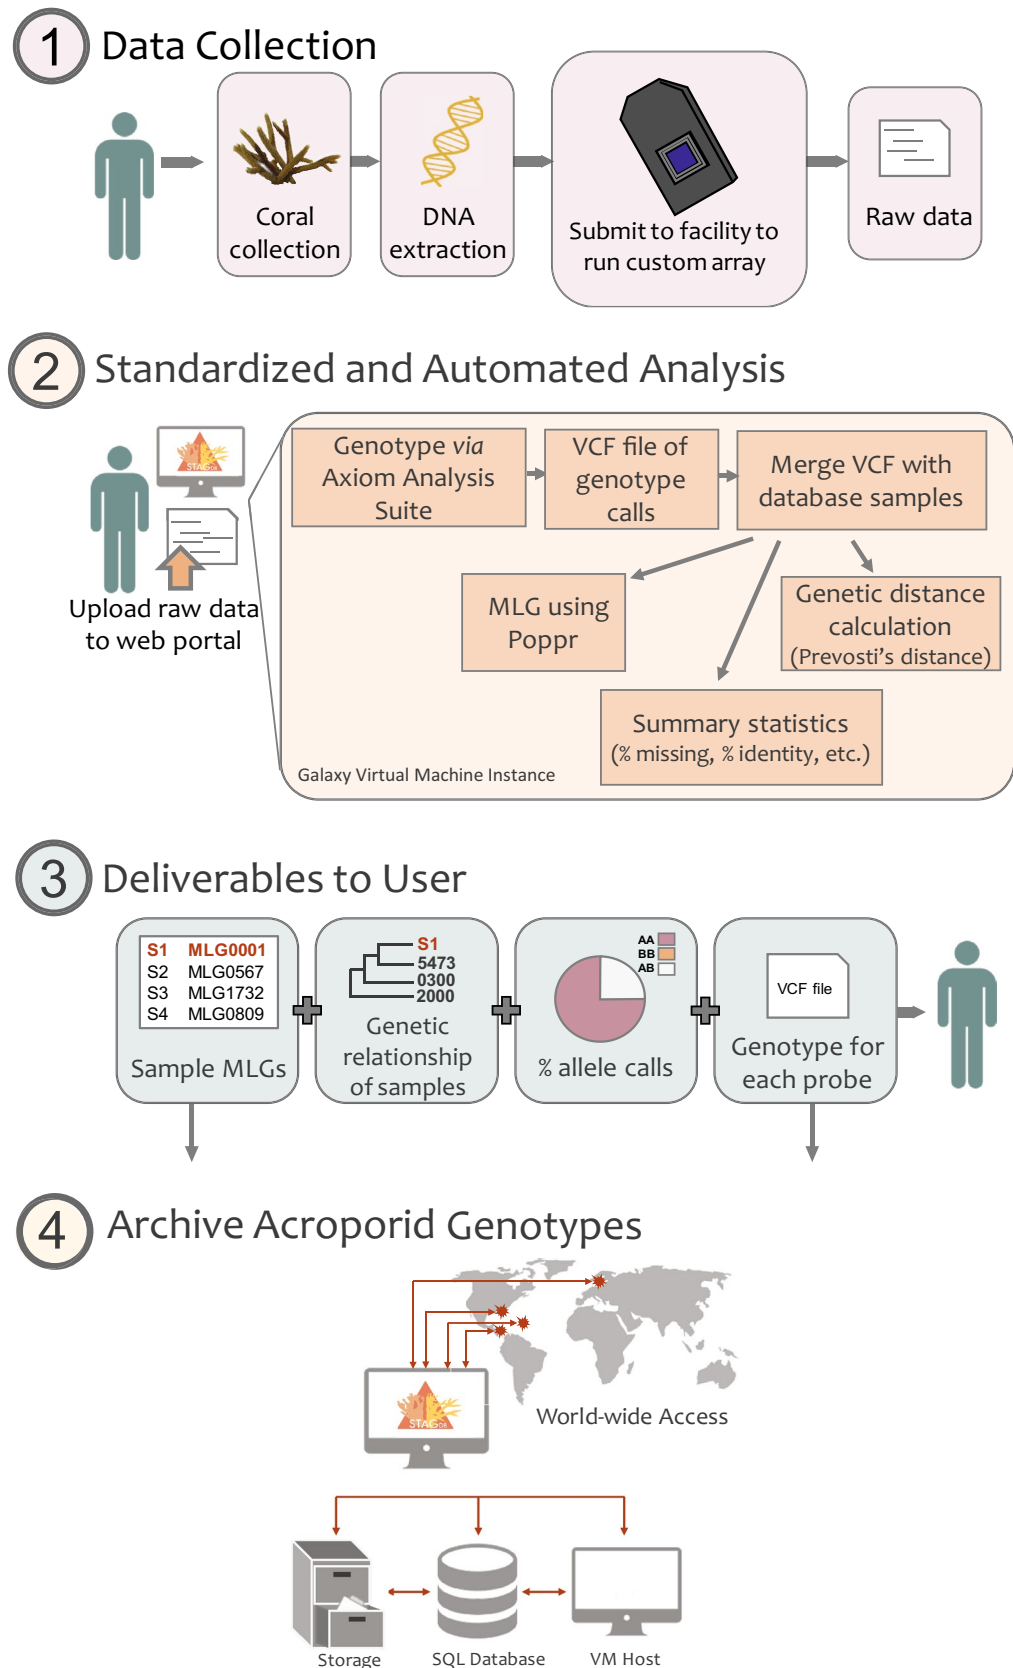 1 Data Collection
Coral
collection
DNA
extraction
Submit to facility to
run custom array
Raw data
2 Standardized and Automated Analysis
STAGDB
Upload raw data
to web portal
Genotype via
Axiom Analysis
Suite
VCF file of
genotype
calls
Merge VCF with
database samples
MLG using
Poppr
Genetic distance
calculation
(Prevosti's distance)
Summary statistics
(% missing, % identity, etc.)
Galaxy Virtual Machine Instance
3 Deliverables to User
S1 MLG0001
S2 MLG0567
S3 MLG1732
S4 MLG0809
Sample MLGs
S1
5473
0300
2000
Genetic
relationship
of samples
AA
BB
AB
% allele calls
VCF file
Genotype for
each probe
4 Archive Acroporid Genotypes
STAGDB
World-wide Access
Storage
SQL Database
VM Host